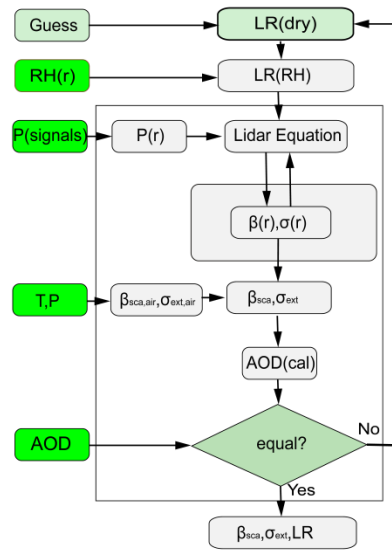 Guess
LR(dry)
RH(r)
LR(RH)
P(signals)
P(r)
Lidar Equation
β(r),σ(r)
T,P
βsca,air,σext,air
βsca,σext
AOD(cal)
AOD
equal?
No
Yes
βsca,σext,LR